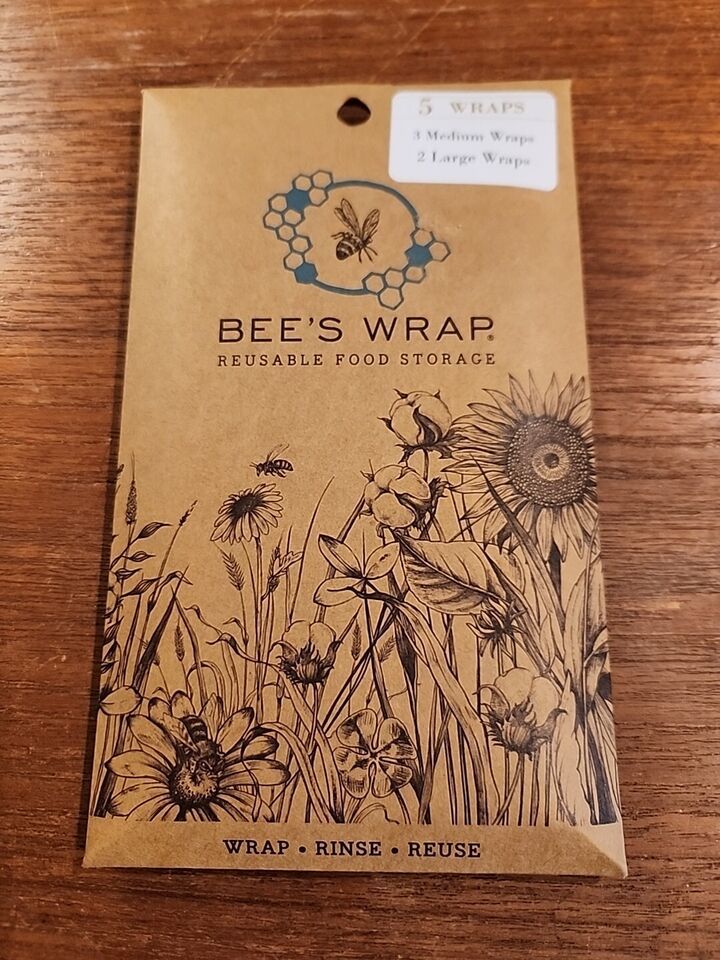 5 WRAPS
3 Medium Wraps
2 Large Wraps
BEE'S WRAP®
REUSABLE FOOD STORAGE
WRAP • RINSE • REUSE